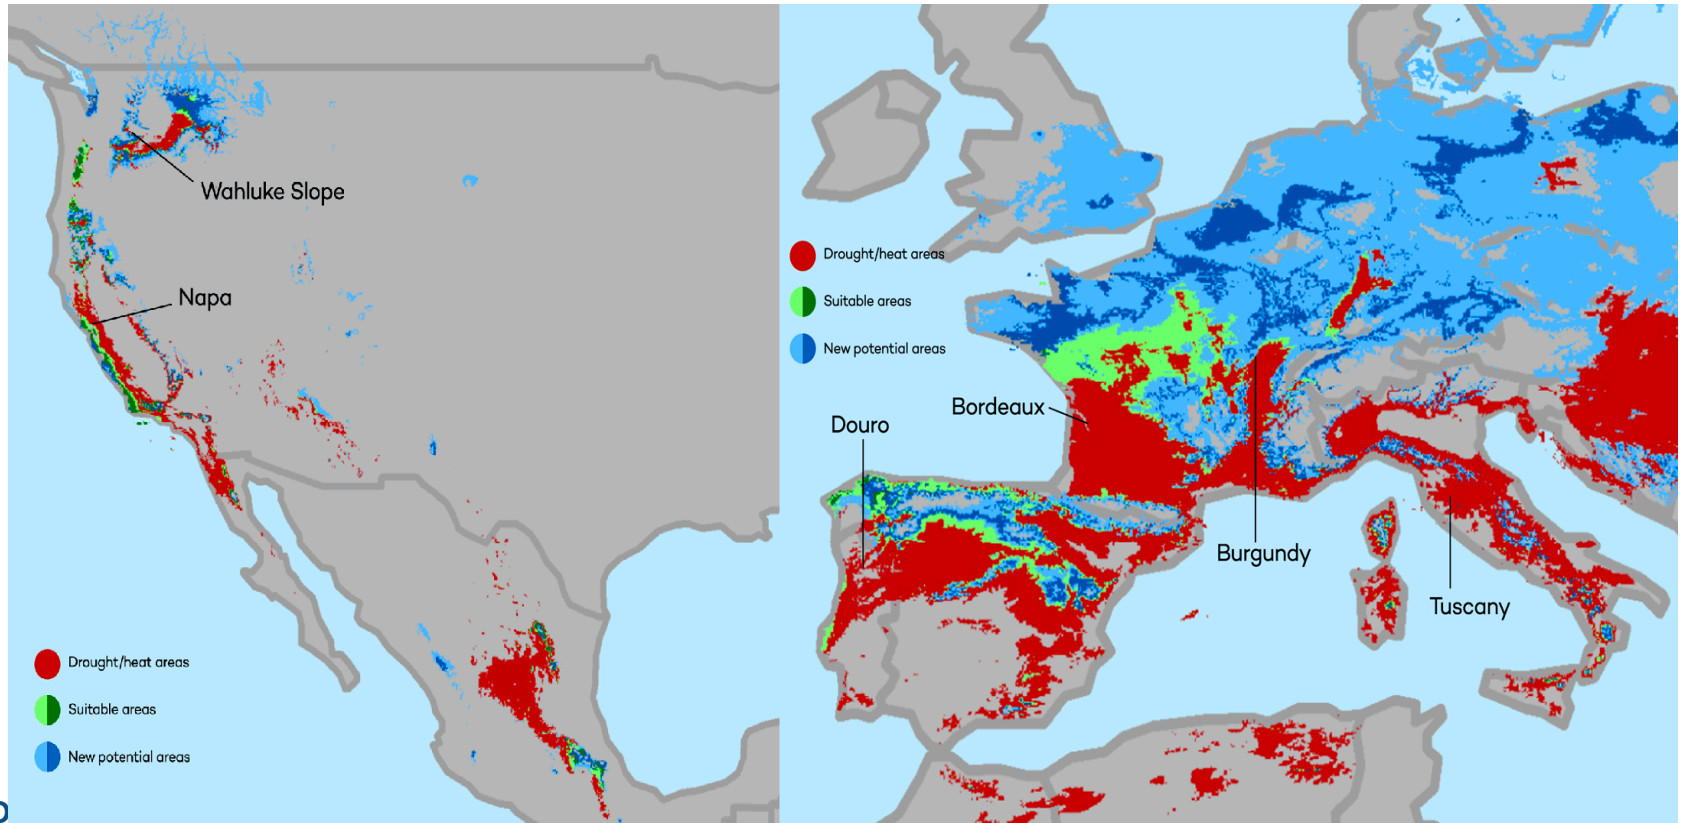 Wahluke Slope
Napa
Drought/heat areas
Suitable areas
New potential areas
Drought/heat areas
Suitable areas
New potential areas
Bordeaux
Douro
Burgundy
Tuscany